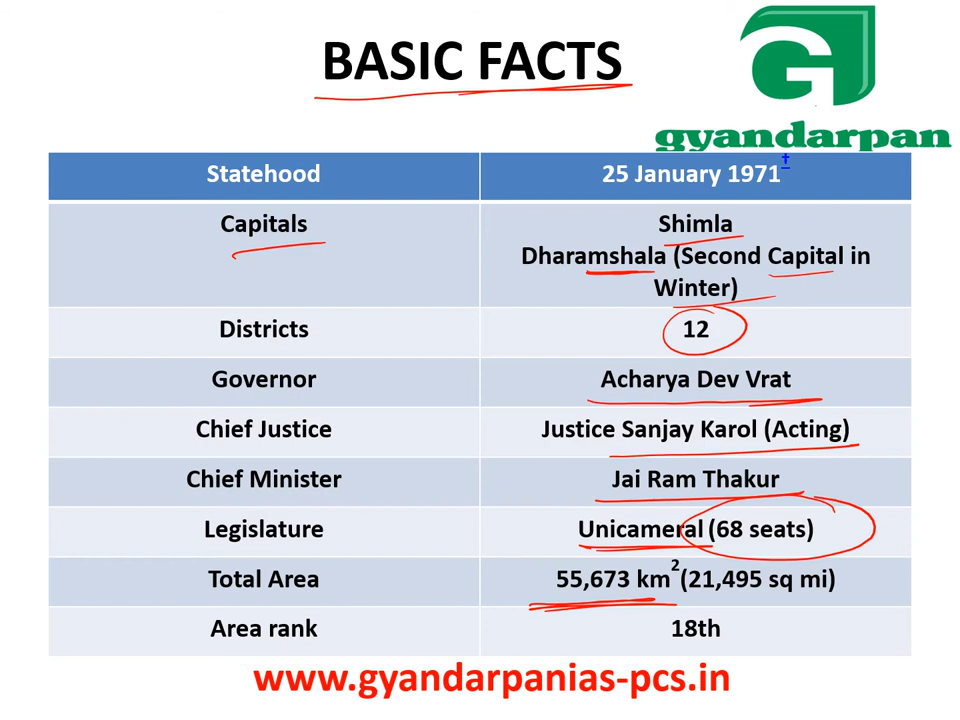 BASIC FACTS
gyandarpan
Statehood 25 January 1971†
Capitals Shimla
Dharamshala (Second Capital in
Winter)
Districts 12
Governor Acharya Dev Vrat
Chief Justice Justice Sanjay Karol (Acting)
Chief Minister Jai Ram Thakur
Legislature Unicameral (68 seats)
Total Area 55,673 km2 (21,495 sq mi)
Area rank 18th
www.gyandarpanias-pcs.in